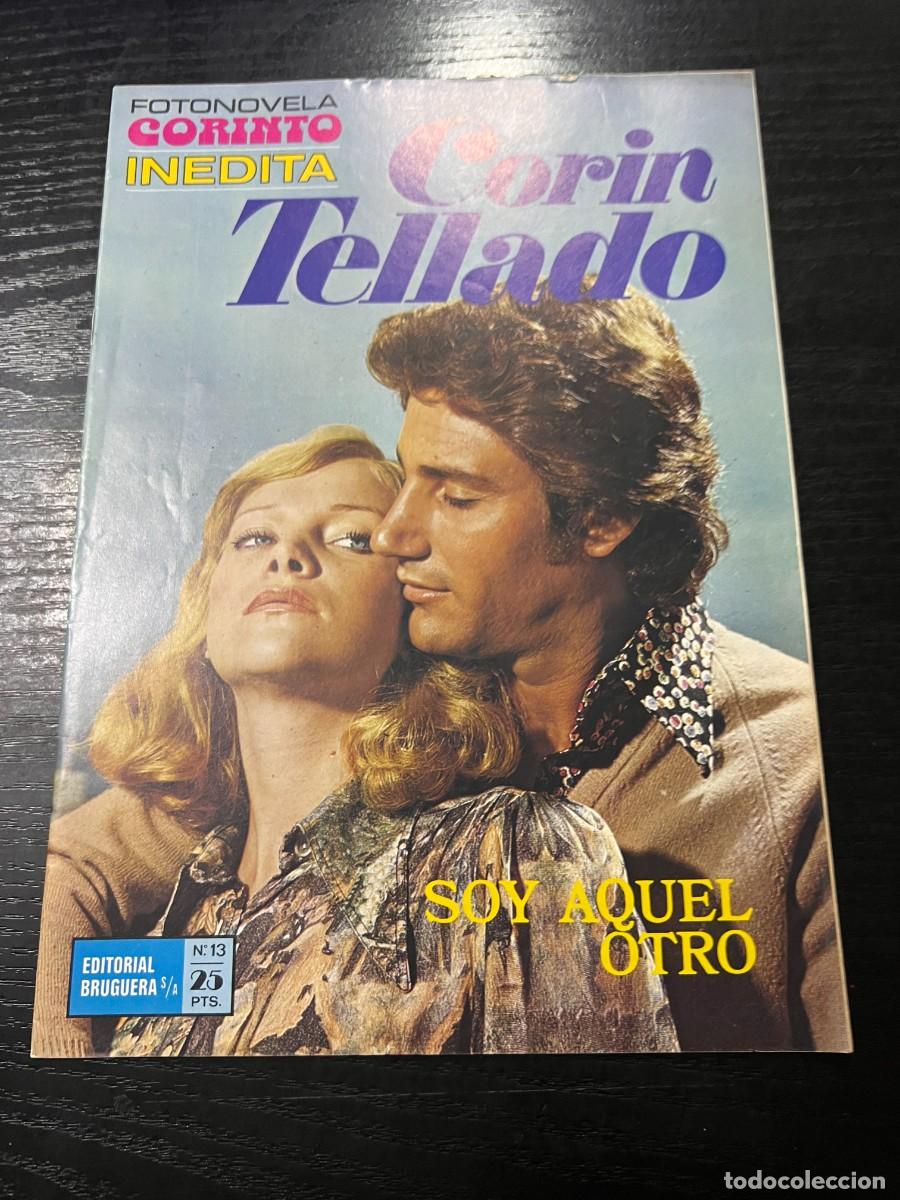 FOTONOVELA
CORINTO
INEDITA
Corin
Tellado
SOY AQUEL
OTRO
EDITORIAL
BRUGUERA S/A
N.º 13
25
PTS.
todocoleccion